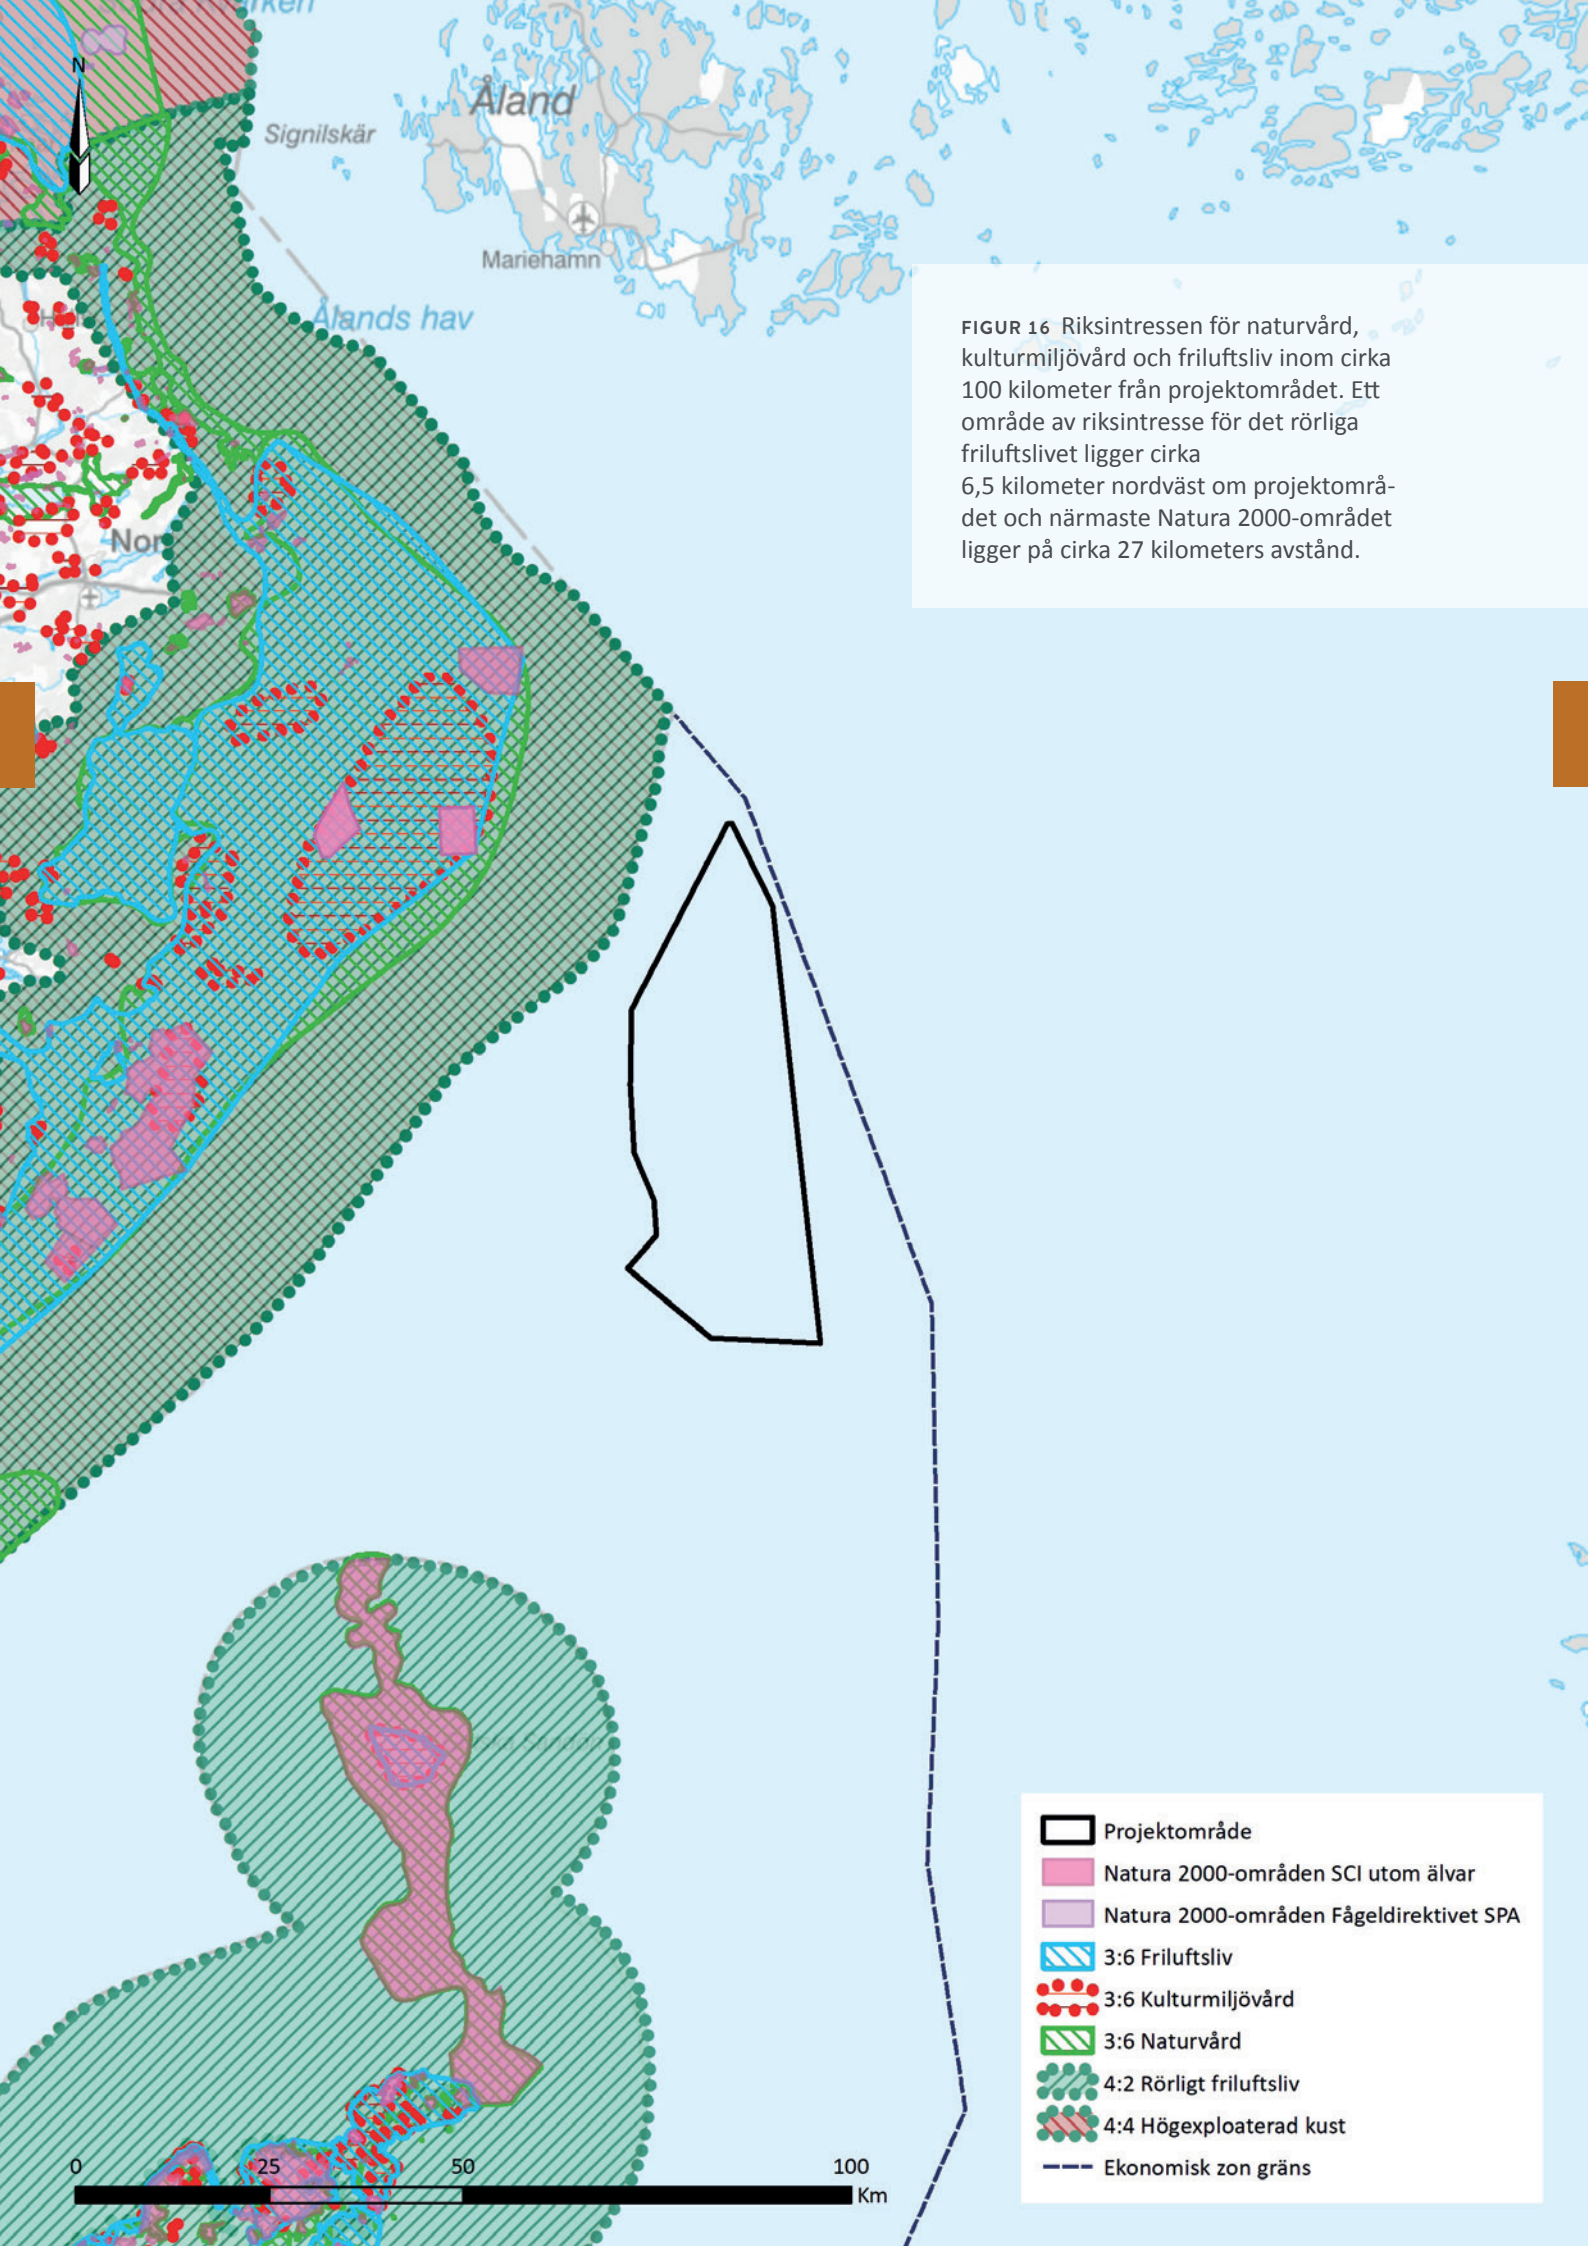 N
Åland
Signilskär
Mariehamn
Ålands hav
FIGUR 16 Riksintressen för naturvård,
kulturmiljövård och friluftsliv inom cirka
100 kilometer från projektområdet. Ett
område av riksintresse för det rörliga
friluftslivet ligger cirka
6,5 kilometer nordväst om projektområ-
det och närmaste Natura 2000-området
ligger på cirka 27 kilometers avstånd.
Nor
Projektområde
Natura 2000-områden SCI utom älvar
Natura 2000-områden Fågeldirektivet SPA
3:6 Friluftsliv
3:6 Kulturmiljövård
3:6 Naturvård
4:2 Rörligt friluftsliv
4:4 Högexploaterad kust
Ekonomisk zon gräns
0 25 50 100
Km